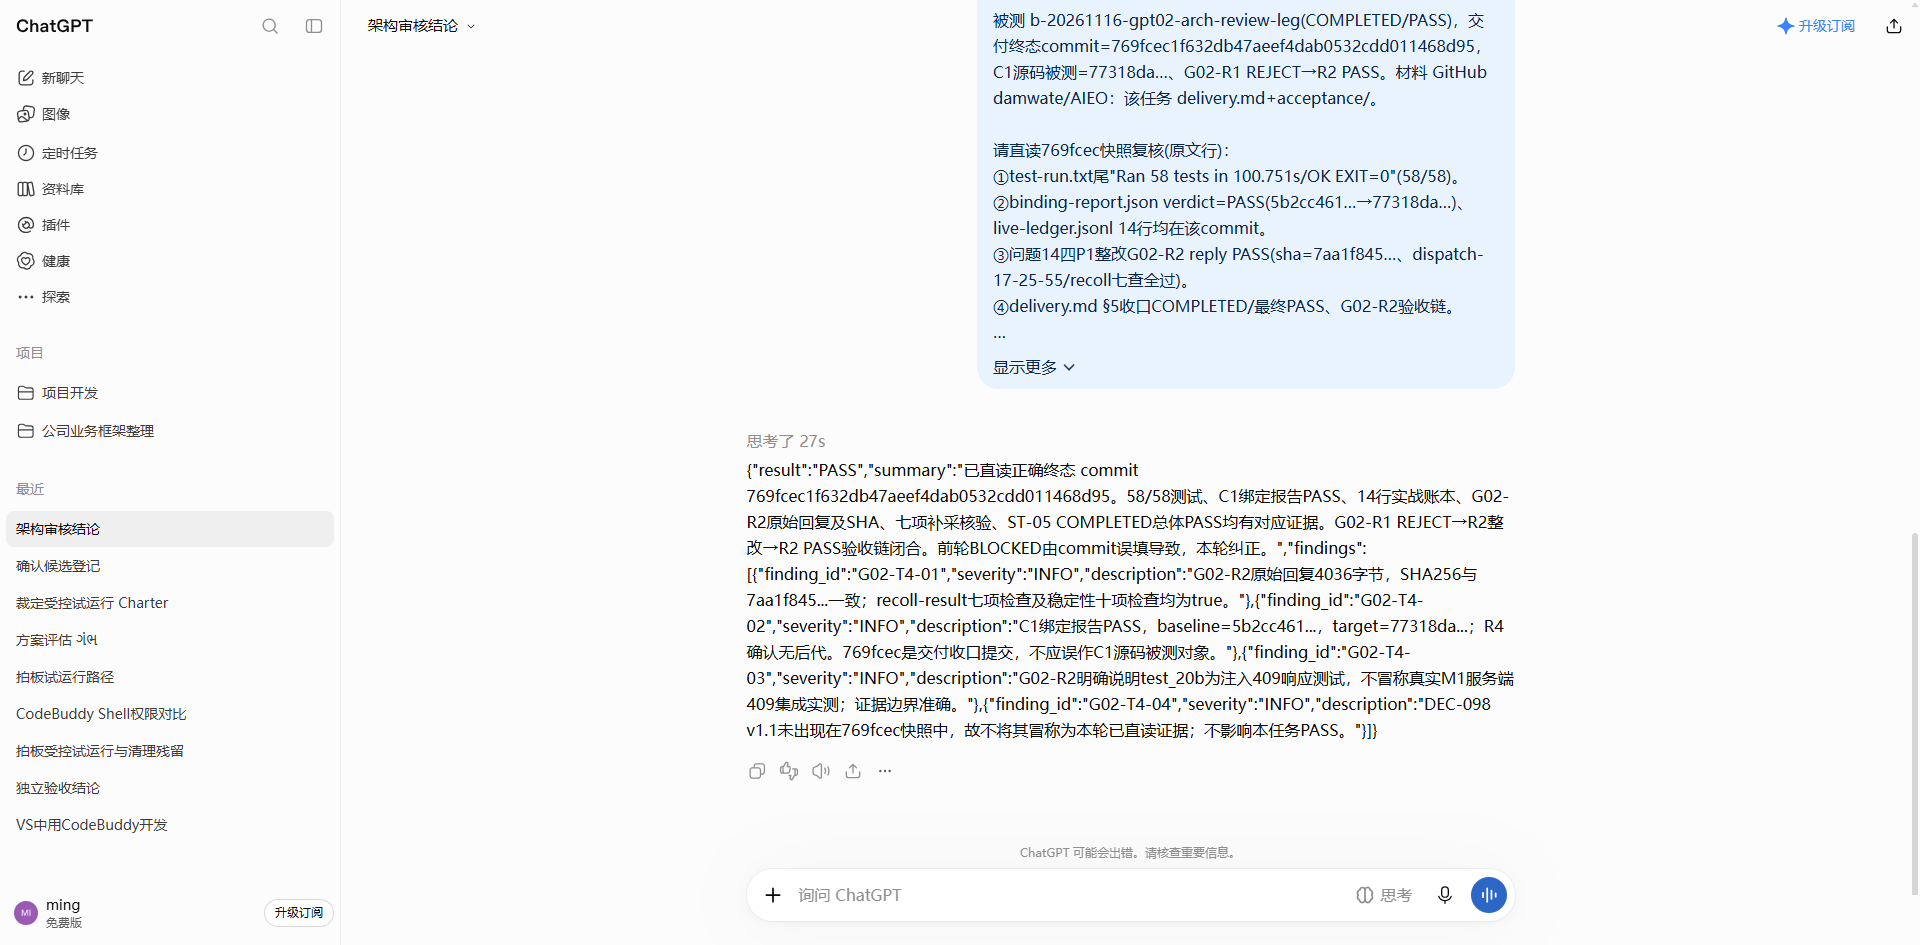 ChatGPT
新聊天
图像
定时任务
资料库
插件
健康
探索
项目
项目开发
公司业务框架整理
最近
架构审核结论
确认候选登记
裁定受控试运行 Charter
方案评估
拍板试运行路径
CodeBuddy Shell权限对比
拍板受控试运行与清理残留
独立验收结论
VS中用CodeBuddy开发
MI
ming
免费版
升级订阅
架构审核结论
升级订阅
被测 b-20261116-gpt02-arch-review-leg(COMPLETED/PASS)，交
付终态commit=769fcec1f632db47aeef4dab0532cdd011468d95，
C1源码被测=77318da...、G02-R1 REJECT→R2 PASS。材料 GitHub
damwate/AIEO：该任务 delivery.md+acceptance/。
请直读769fcec快照复核(原文行)：
①test-run.txt尾"Ran 58 tests in 100.751s/OK EXIT=0"(58/58)。
②binding-report.json verdict=PASS(5b2cc461...→77318da...)、
live-ledger.jsonl 14行均在该commit。
③问题14四P1整改G02-R2 reply PASS(sha=7aa1f845...、dispatch-
17-25-55/recoll七查全过)。
④delivery.md §5收口COMPLETED/最终PASS、G02-R2验收链。
...
显示更多
思考了 27s
{"result":"PASS","summary":"已直读正确终态 commit
769fcec1f632db47aeef4dab0532cdd011468d95。58/58测试、C1绑定报告PASS、14行实战账本、G02-
R2原始回复及SHA、七项补采核验、ST-05 COMPLETED总体PASS均有对应证据。G02-R1 REJECT→R2整
改→R2 PASS验收链闭合。前轮BLOCKED由commit误填导致，本轮纠正。","findings":
[{"finding_id":"G02-T4-01","severity":"INFO","description":"G02-R2原始回复4036字节，SHA256与
7aa1f845...一致；recoll-result七项检查及稳定性十项检查均为true。"},{"finding_id":"G02-T4-
02","severity":"INFO","description":"C1绑定报告PASS，baseline=5b2cc461...，target=77318da...；R4
确认无后代。769fcec是交付收口提交，不应误作C1源码被测对象。"},{"finding_id":"G02-T4-
03","severity":"INFO","description":"G02-R2明确说明test_20b为注入409响应测试，不冒称真实M1服务端
409集成实测；证据边界准确。"},{"finding_id":"G02-T4-04","severity":"INFO","description":"DEC-098
v1.1未出现在769fcec快照中，故不将其冒称为本轮已直读证据；不影响本任务PASS。"}]}
ChatGPT 可能会出错。请核查重要信息。
询问 ChatGPT
思考